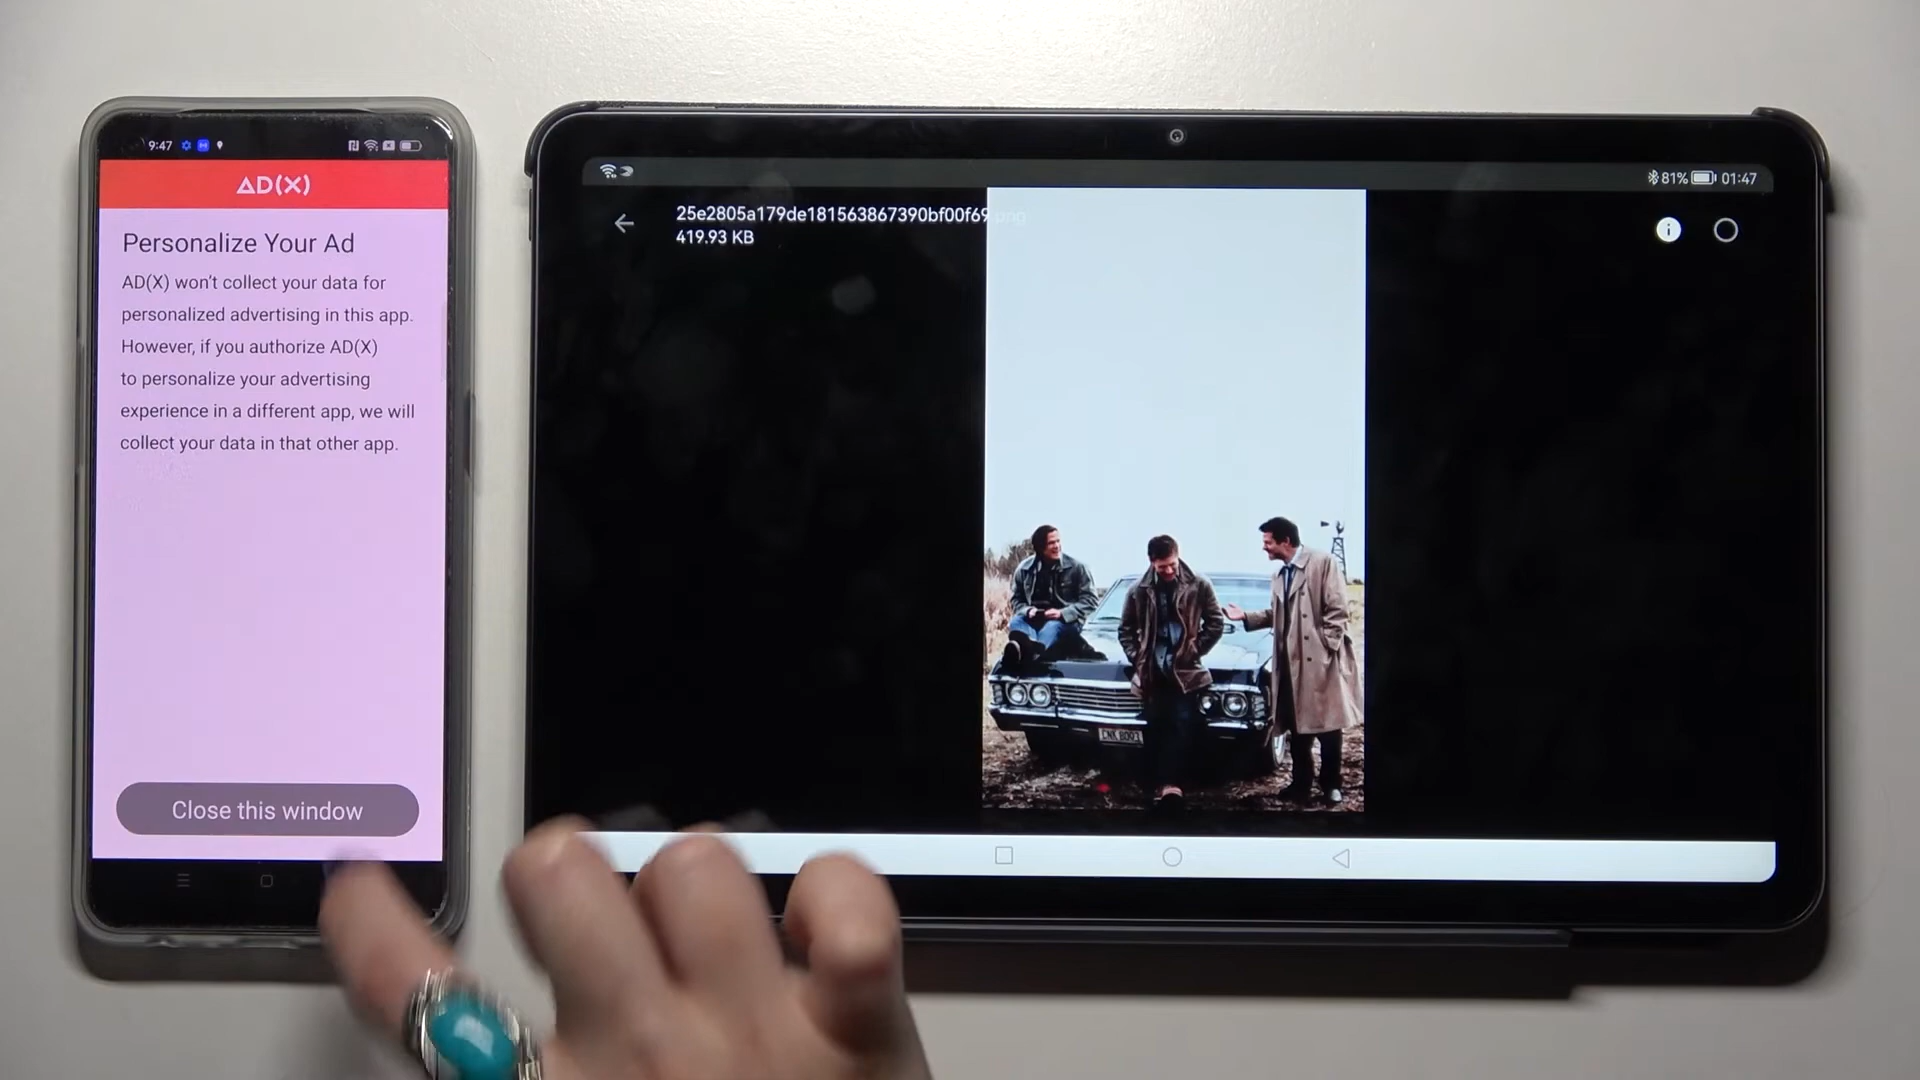 9:47
AD(X)
Personalize Your Ad
AD(X) won't collect your data for
personalized advertising in this app.
However, if you authorize AD(X)
to personalize your advertising
experience in a different app, we will
collect your data in that other app.
Close this window
81% 01:47
25e2805a179de181563867390bf00f69.png
419.93 KB